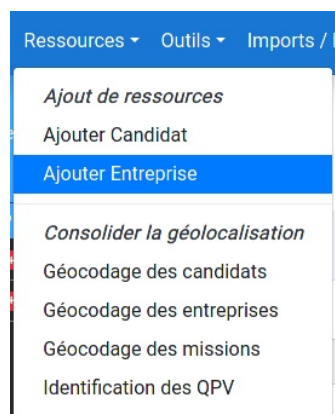 Ressources Outils Imports /
Ajout de ressources
Ajouter Candidat
Ajouter Entreprise
Consolider la géolocalisation
Géocodage des candidats
Géocodage des entreprises
Géocodage des missions
Identification des QPV